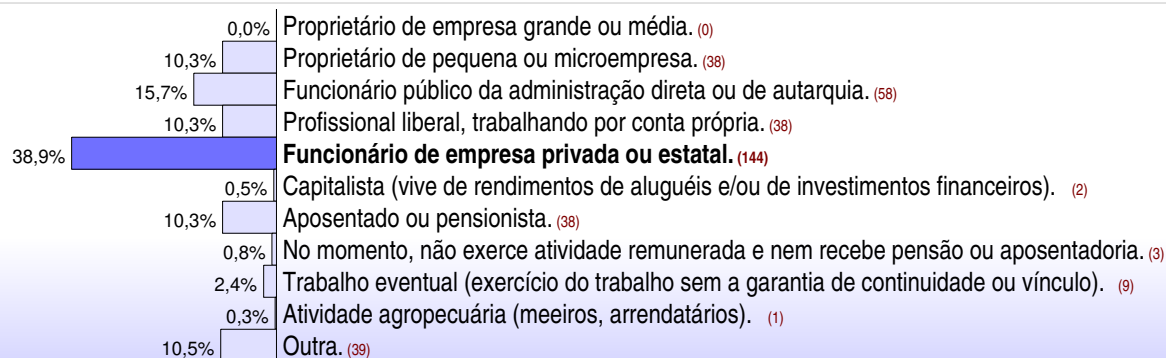 0,0% Proprietário de empresa grande ou média. (0)
10,3% Proprietário de pequena ou microempresa. (38)
15,7% Funcionário público da administração direta ou de autarquia. (58)
10,3% Profissional liberal, trabalhando por conta própria. (38)
38,9% Funcionário de empresa privada ou estatal. (144)
0,5% Capitalista (vive de rendimentos de aluguéis e/ou de investimentos financeiros). (2)
10,3% Aposentado ou pensionista. (38)
0,8% No momento, não exerce atividade remunerada e nem recebe pensão ou aposentadoria. (3)
2,4% Trabalho eventual (exercício do trabalho sem a garantia de continuidade ou vínculo). (9)
0,3% Atividade agropecuária (meeiros, arrendatários). (1)
10,5% Outra. (39)